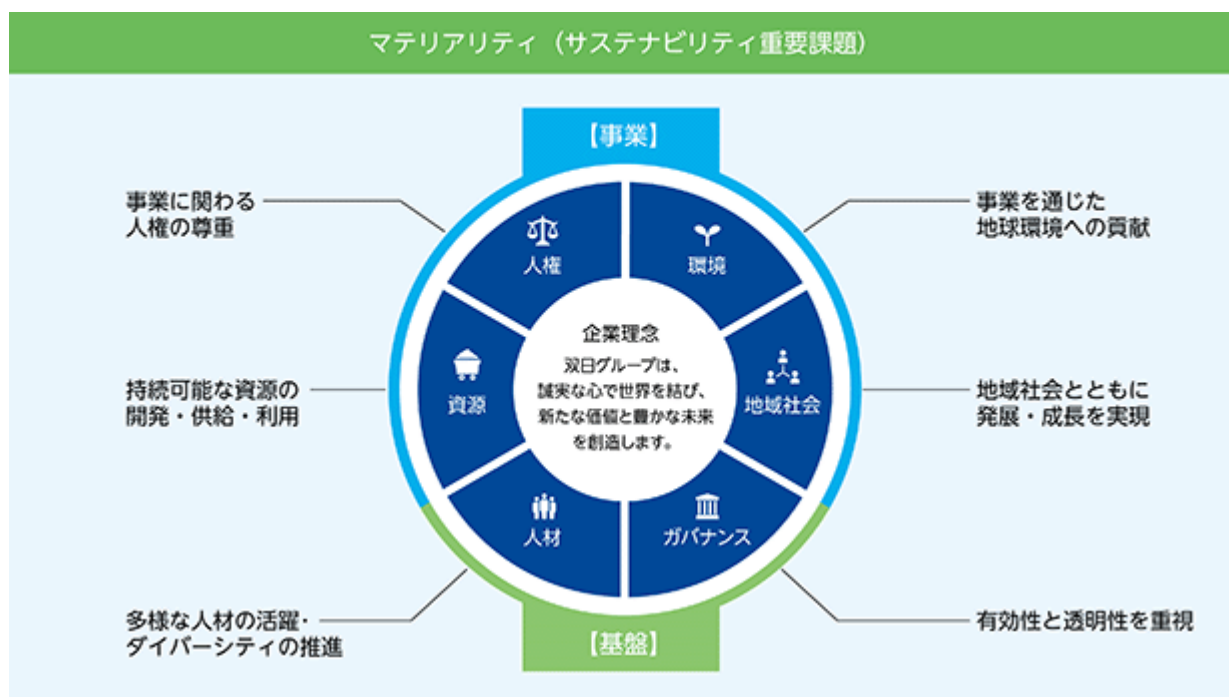 マテリアリティ（サステナビリティ重要課題）
【事業】
事業に関わる
人権の尊重
事業を通じた
地球環境への貢献
人権
環境
企業理念
双日グループは、
誠実な心で世界を結び、
新たな価値と豊かな未来
を創造します。
持続可能な資源の
開発・供給・利用
資源
地域社会
地域社会とともに
発展・成長を実現
人材
ガバナンス
多様な人材の活躍・
ダイバーシティの推進
有効性と透明性を重視
【基盤】